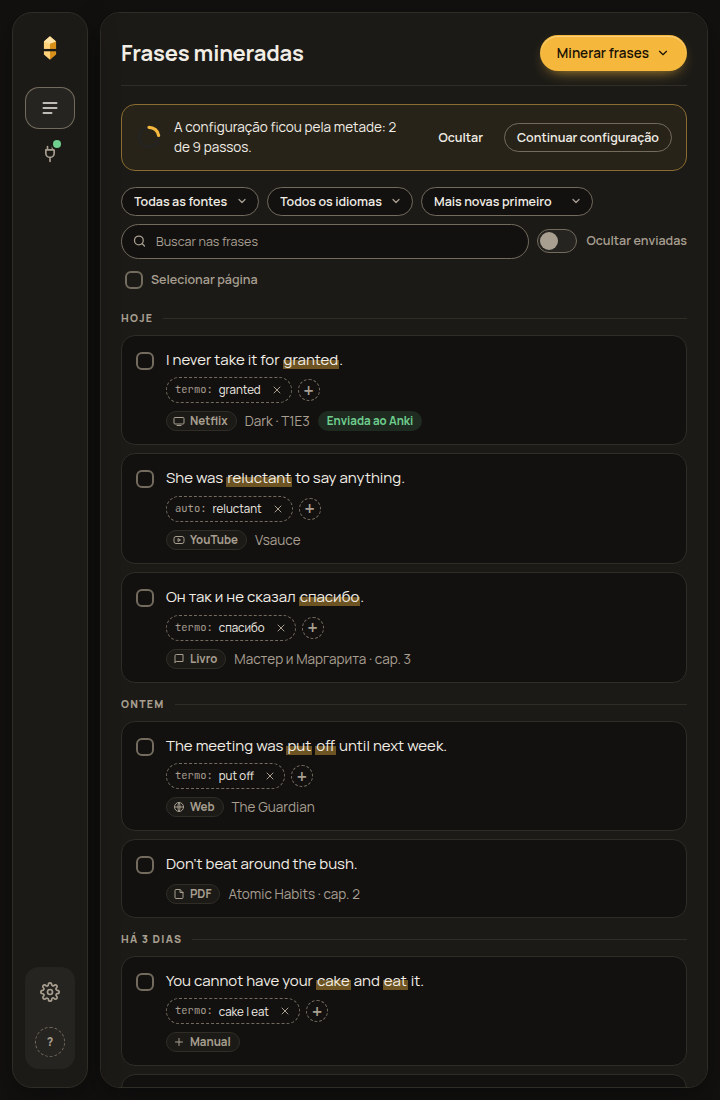 Frases mineradas
Minerar frases
A configuração ficou pela metade: 2
de 9 passos.
Ocultar
Continuar configuração
Todas as fontes
Todos os idiomas
Mais novas primeiro
Buscar nas frases
Ocultar enviadas
Selecionar página
HOJE
I never take it for granted.
termo: granted
Netflix Dark · T1E3 Enviada ao Anki
She was reluctant to say anything.
auto: reluctant
YouTube Vsauce
Он так и не сказал спасибо.
termo: спасибо
Livro Мастер и Маргарита · cap. 3
ONTEM
The meeting was put off until next week.
termo: put off
Web The Guardian
Don't beat around the bush.
PDF Atomic Habits · cap. 2
HÁ 3 DIAS
You cannot have your cake and eat it.
termo: cake | eat
Manual
?